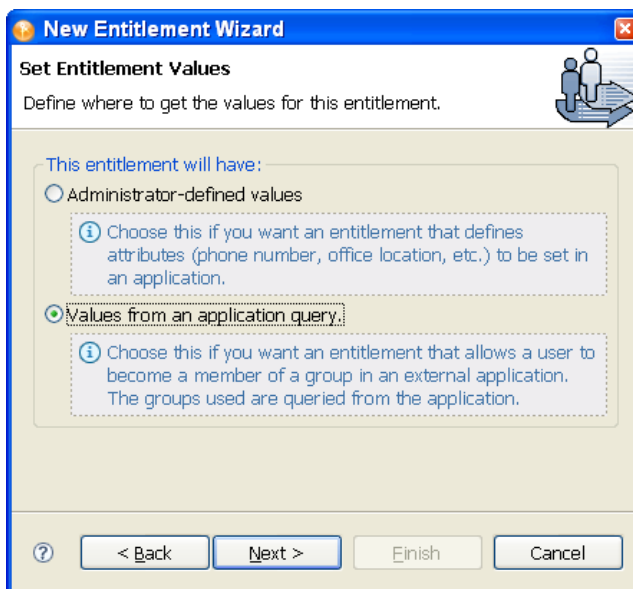 New Entitlement Wizard
Set Entitlement Values
Define where to get the values for this entitlement.
This entitlement will have:
Administrator-defined values
Choose this if you want an entitlement that defines
attributes (phone number, office location, etc.) to be set in
an application.
Values from an application query.
Choose this if you want an entitlement that allows a user to
become a member of a group in an external application.
The groups used are queried from the application.
< Back Next > Finish Cancel